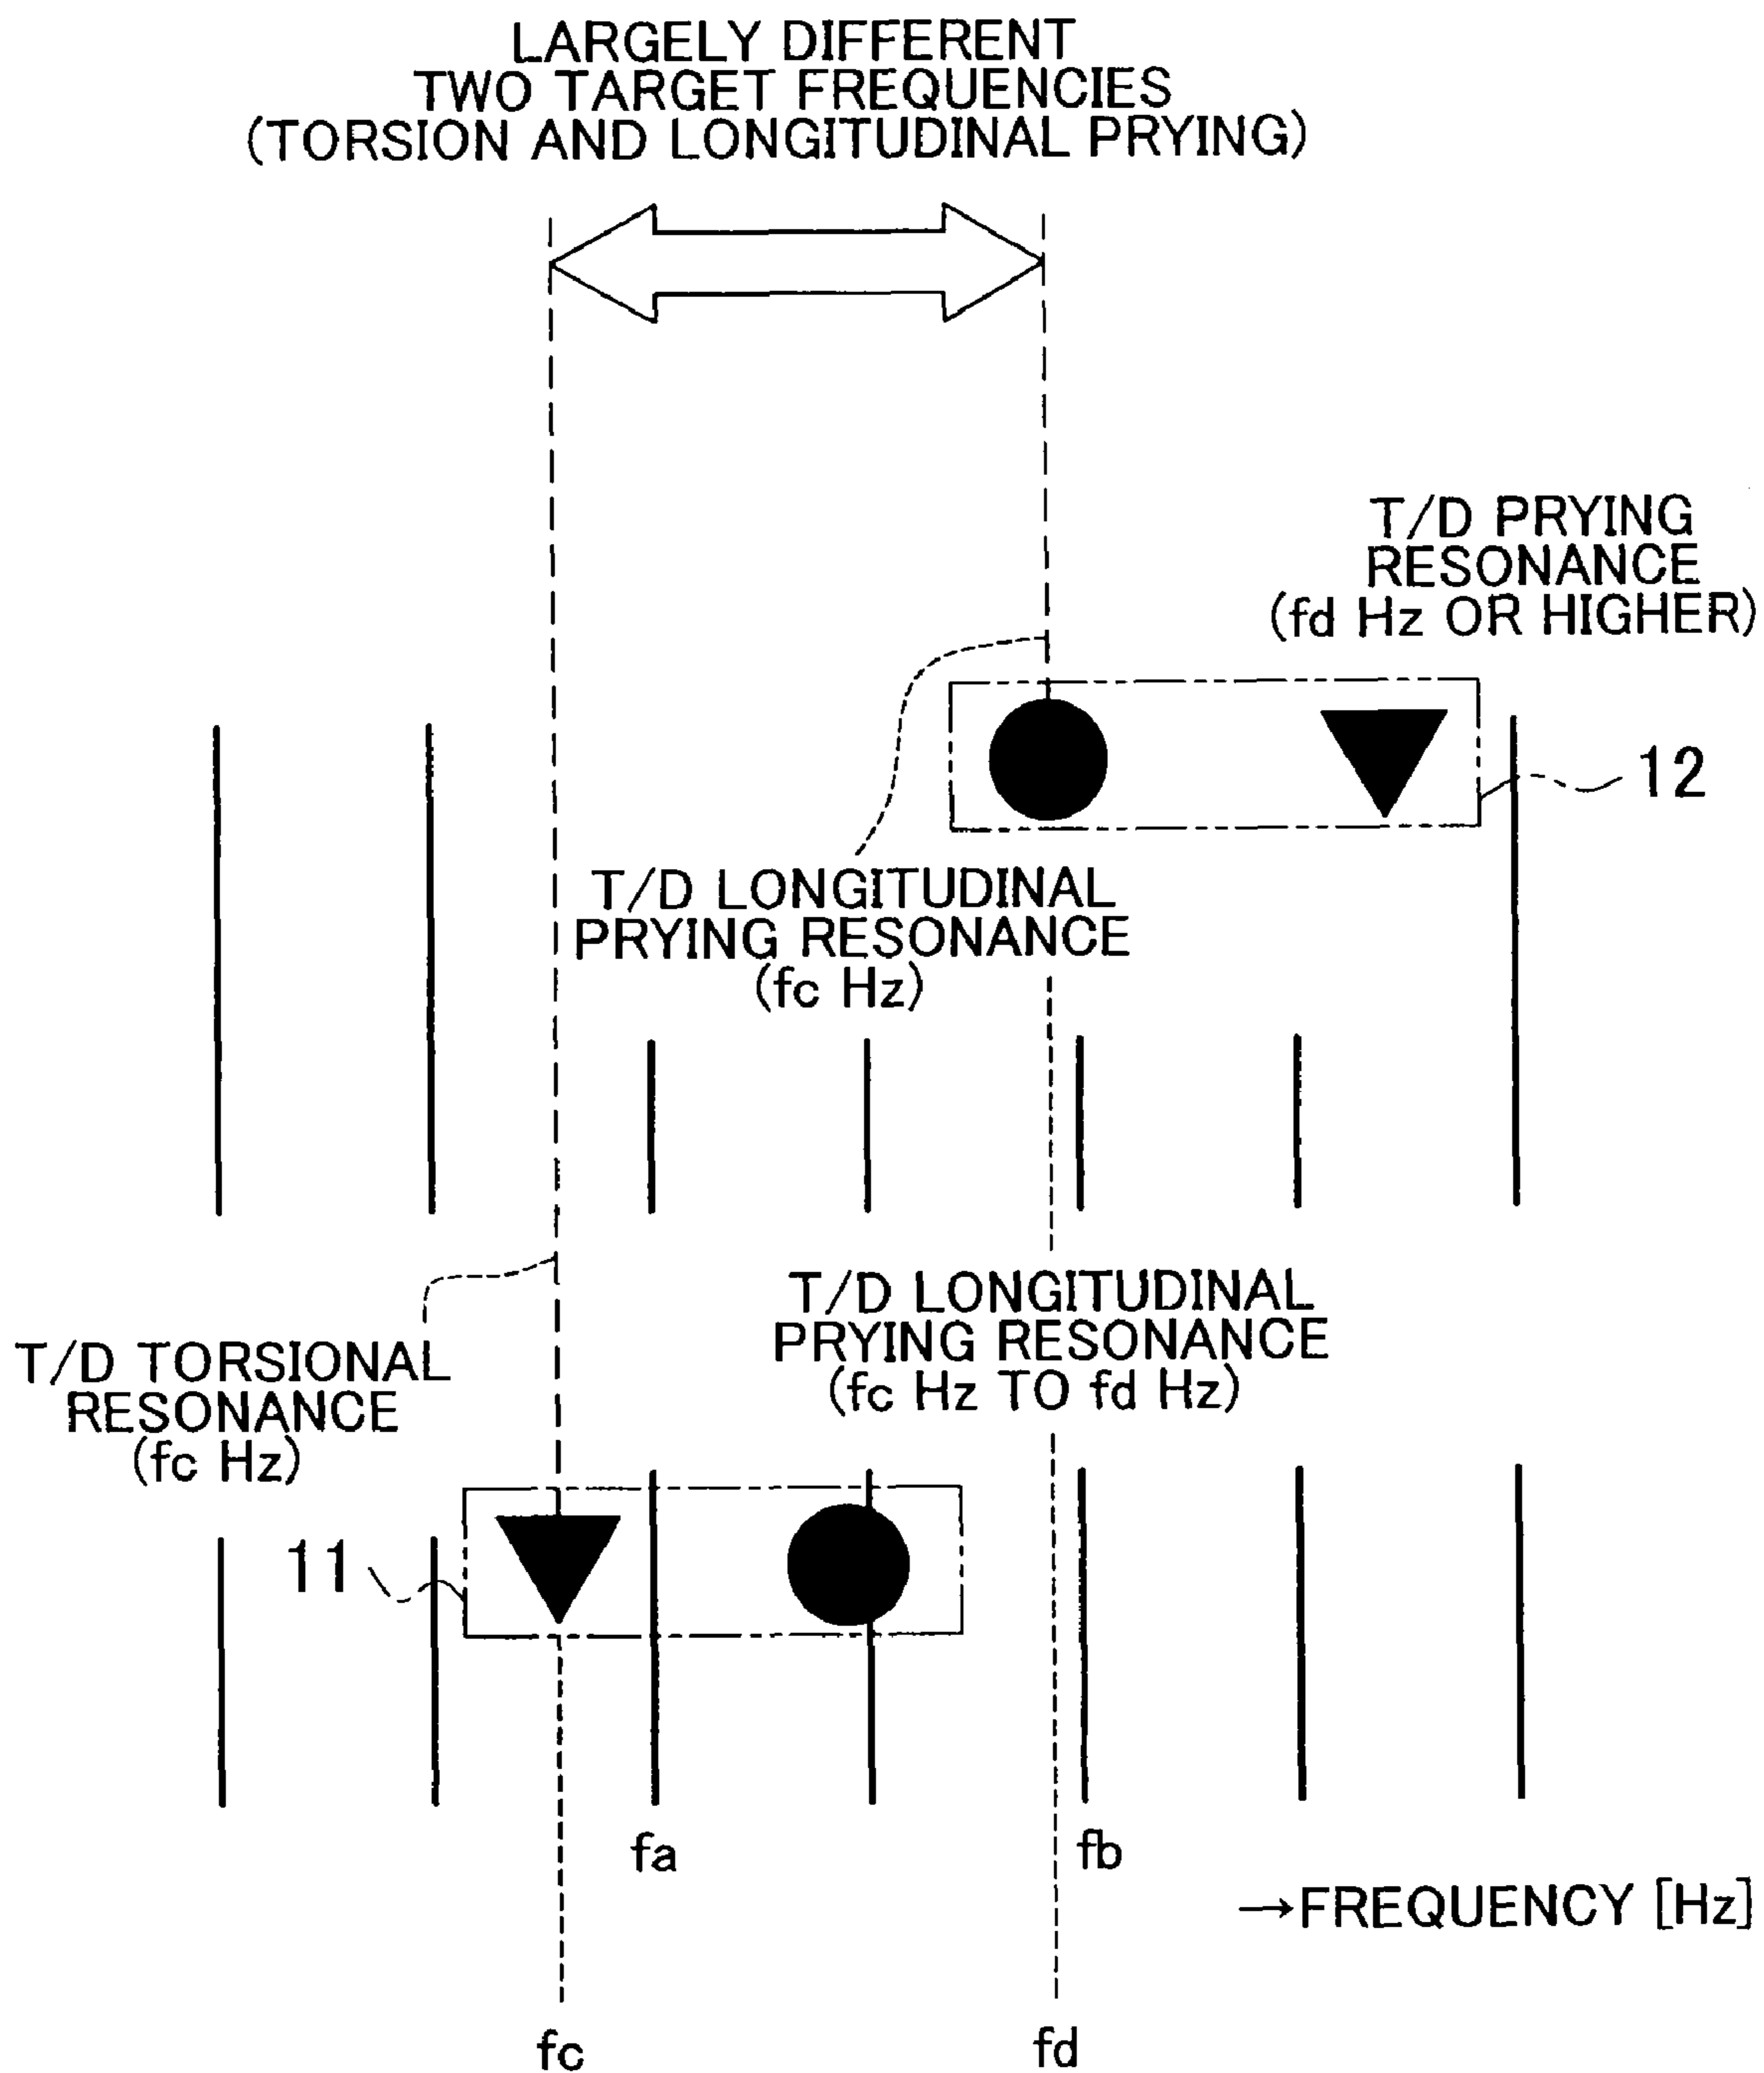 LARGELY DIFFERENT
TWO TARGET FREQUENCIES
(TORSION AND LONGITUDINAL PRYING)
T/D PRYING
RESONANCE
(fd Hz OR HIGHER)
12
T/D LONGITUDINAL
PRYING RESONANCE
(fc Hz)
T/D LONGITUDINAL
PRYING RESONANCE
(fc Hz TO fd Hz)
T/D TORSIONAL
RESONANCE
(fc Hz)
11
fa
fb
→FREQUENCY [Hz]
fc
fd